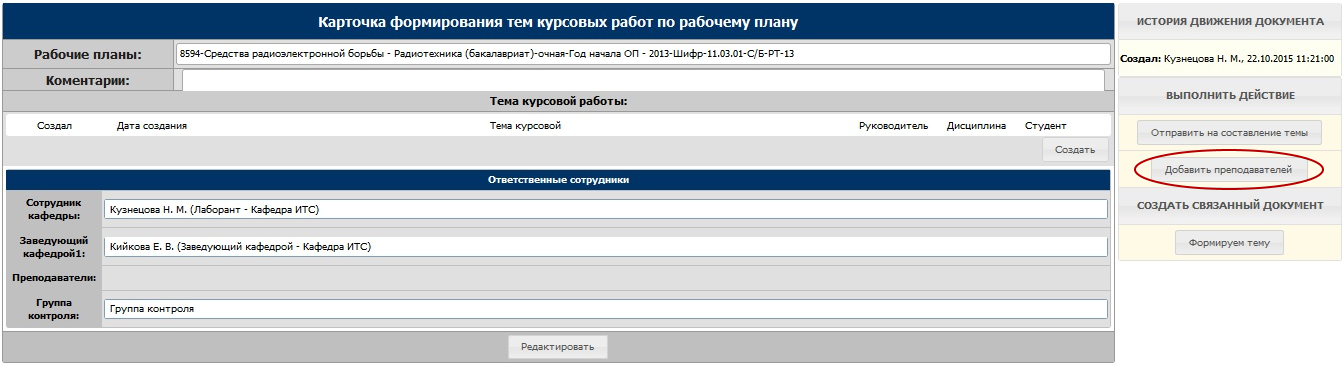 Карточка формирования тем курсовых работ по рабочему плану
Рабочие планы: 8594-Средства радиоэлектронной борьбы - Радиотехника (бакалавриат)-очная-Год начала ОП - 2013-Шифр-11.03.01-С/Б-РТ-13
Коментарии:
Тема курсовой работы:
Создал Дата создания Тема курсовой Руководитель Дисциплина Студент
Создать
Ответственные сотрудники
Сотрудник
кафедры: Кузнецова Н. М. (Лаборант - Кафедра ИТС)
Заведующий
кафедрой1: Кийкова Е. В. (Заведующий кафедрой - Кафедра ИТС)
Преподаватели:
Группа
контроля: Группа контроля
Редактировать
ИСТОРИЯ ДВИЖЕНИЯ ДОКУМЕНТА
Создал: Кузнецова Н. М., 22.10.2015 11:21:00
ВЫПОЛНИТЬ ДЕЙСТВИЕ
Отправить на составление темы
Добавить преподавателей
СОЗДАТЬ СВЯЗАННЫЙ ДОКУМЕНТ
Формируем тему